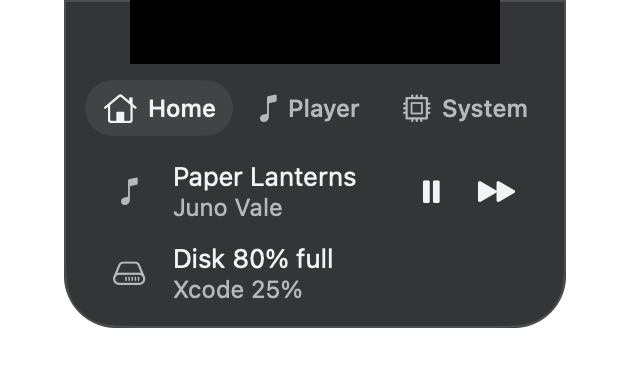 Home Player System
Paper Lanterns
Juno Vale
Disk 80% full
Xcode 25%